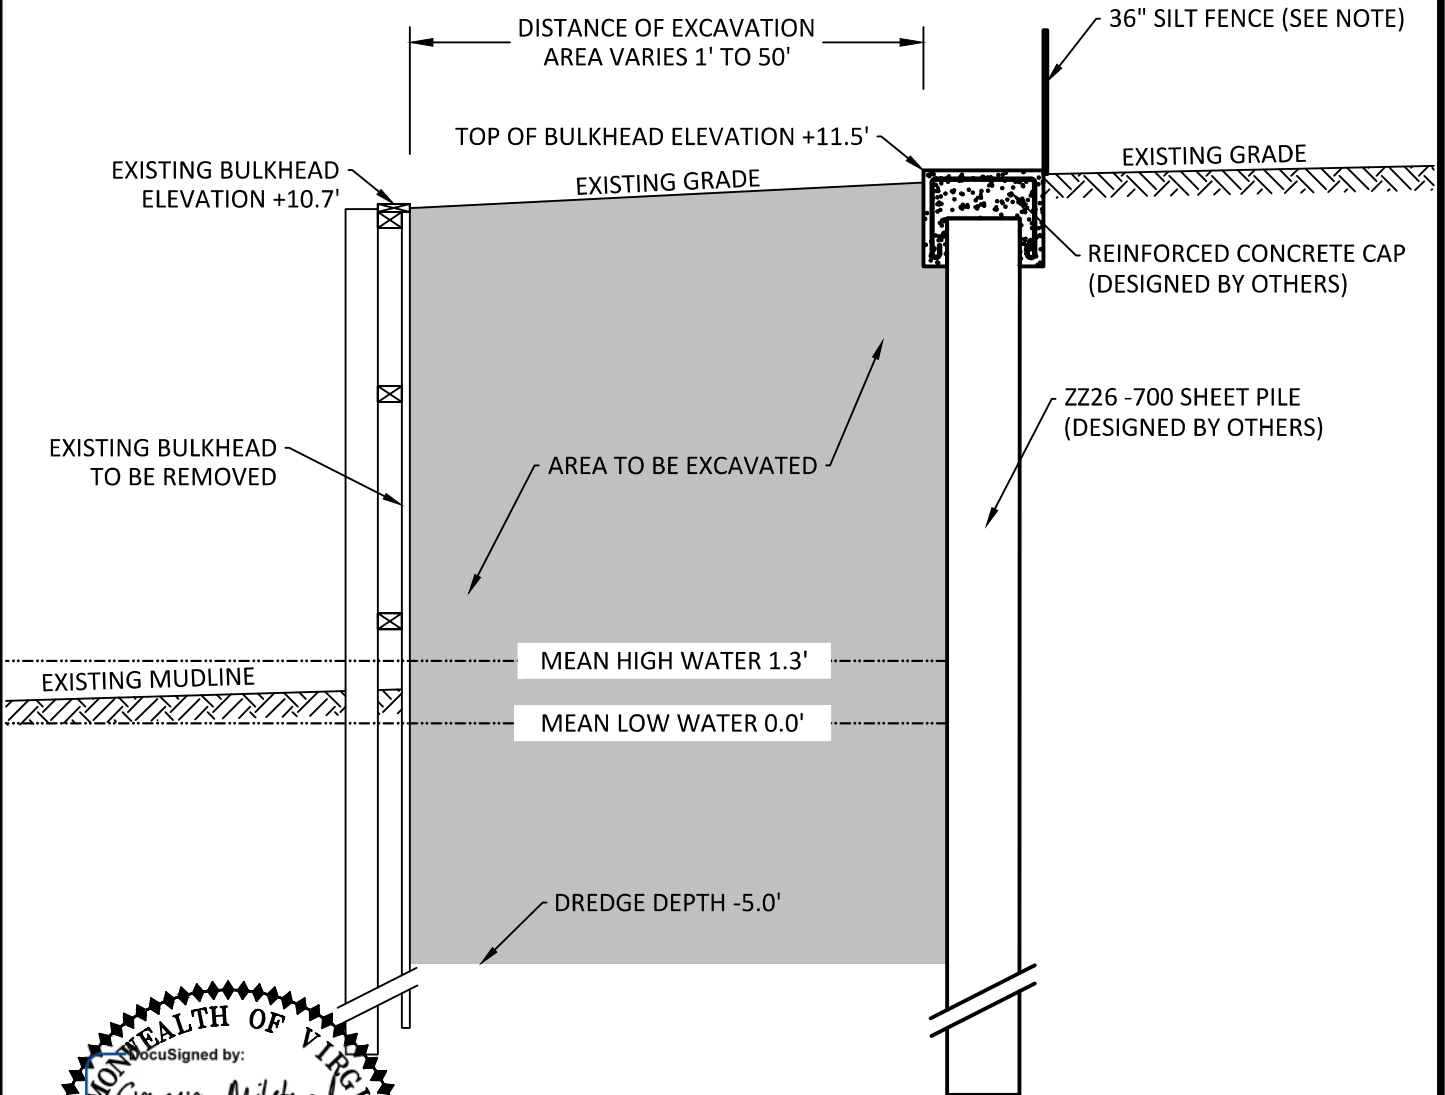 DISTANCE OF EXCAVATION
AREA VARIES 1' TO 50'
36" SILT FENCE (SEE NOTE)
TOP OF BULKHEAD ELEVATION +11.5'
EXISTING BULKHEAD
ELEVATION +10.7'
EXISTING GRADE
EXISTING GRADE
REINFORCED CONCRETE CAP
(DESIGNED BY OTHERS)
ZZ26 -700 SHEET PILE
(DESIGNED BY OTHERS)
EXISTING BULKHEAD
TO BE REMOVED
AREA TO BE EXCAVATED
MEAN HIGH WATER 1.3'
EXISTING MUDLINE
MEAN LOW WATER 0.0'
DREDGE DEPTH -5.0'
MONWEALTH OF VIRG
DocuSigned by: